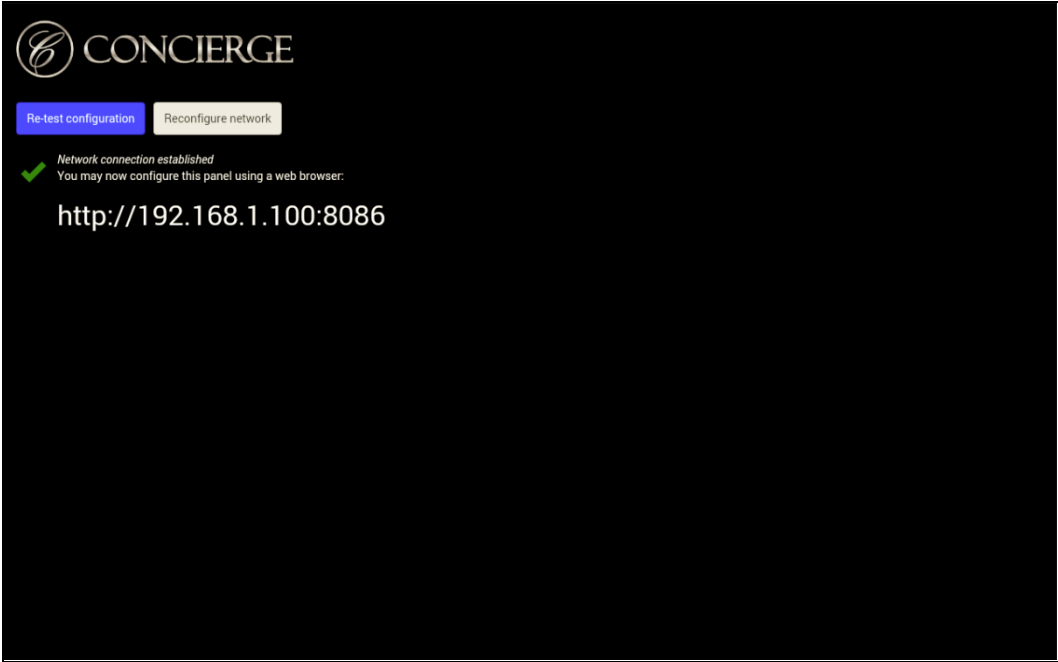 CONCIERGE
Re-test configuration
Reconfigure network
Network connection established
You may now configure this panel using a web browser:
http://192.168.1.100:8086